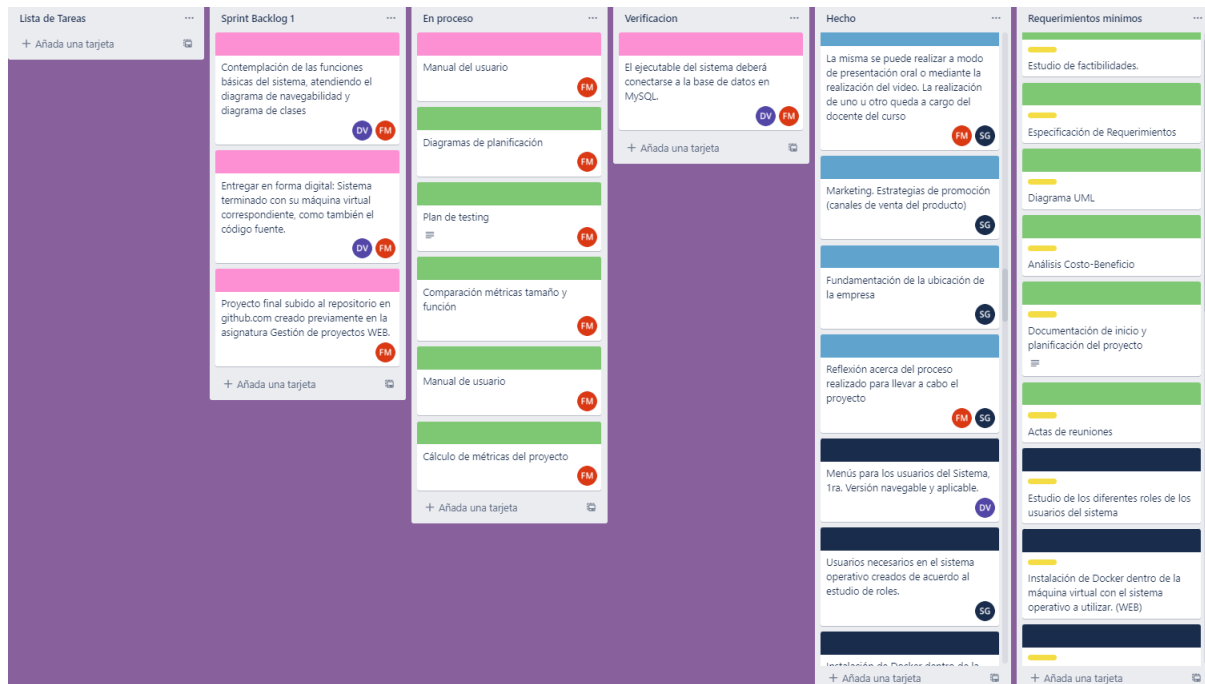 Lista de Tareas
...
+ Añada una tarjeta
Sprint Backlog 1
...
Contemplación de las funciones
básicas del sistema, atendiendo el
diagrama de navegabilidad y
diagrama de clases
DV FM
Entregar en forma digital: Sistema
terminado con su máquina virtual
correspondiente, como también el
código fuente.
DV FM
Proyecto final subido al repositorio en
github.com creado previamente en la
asignatura Gestión de proyectos WEB.
FM
+ Añada una tarjeta
En proceso
...
Manual del usuario
FM
Diagramas de planificación
FM
Plan de testing
FM
Comparación métricas tamaño y
función
FM
Manual de usuario
FM
Cálculo de métricas del proyecto
FM
+ Añada una tarjeta
Verificacion
...
El ejecutable del sistema deberá
conectarse a la base de datos en
MySQL.
DV FM
+ Añada una tarjeta
Hecho
...
La misma se puede realizar a modo
de presentación oral o mediante la
realización del video. La realización
de uno u otro queda a cargo del
docente del curso
FM SG
Marketing. Estrategias de promoción
(canales de venta del producto)
SG
Fundamentación de la ubicación de
la empresa
SG
Reflexión acerca del proceso
realizado para llevar a cabo el
proyecto
FM SG
Menús para los usuarios del Sistema,
1ra. Versión navegable y aplicable.
DV
Usuarios necesarios en el sistema
operativo creados de acuerdo al
estudio de roles.
SG
Instalación de Docker dentro de la
+ Añada una tarjeta
Requerimientos minimos
...
Estudio de factibilidades.
Especificación de Requerimientos
Diagrama UML
Análisis Costo-Beneficio
Documentación de inicio y
planificación del proyecto
Actas de reuniones
Estudio de los diferentes roles de los
usuarios del sistema
Instalación de Docker dentro de la
máquina virtual con el sistema
operativo a utilizar. (WEB)
+ Añada una tarjeta